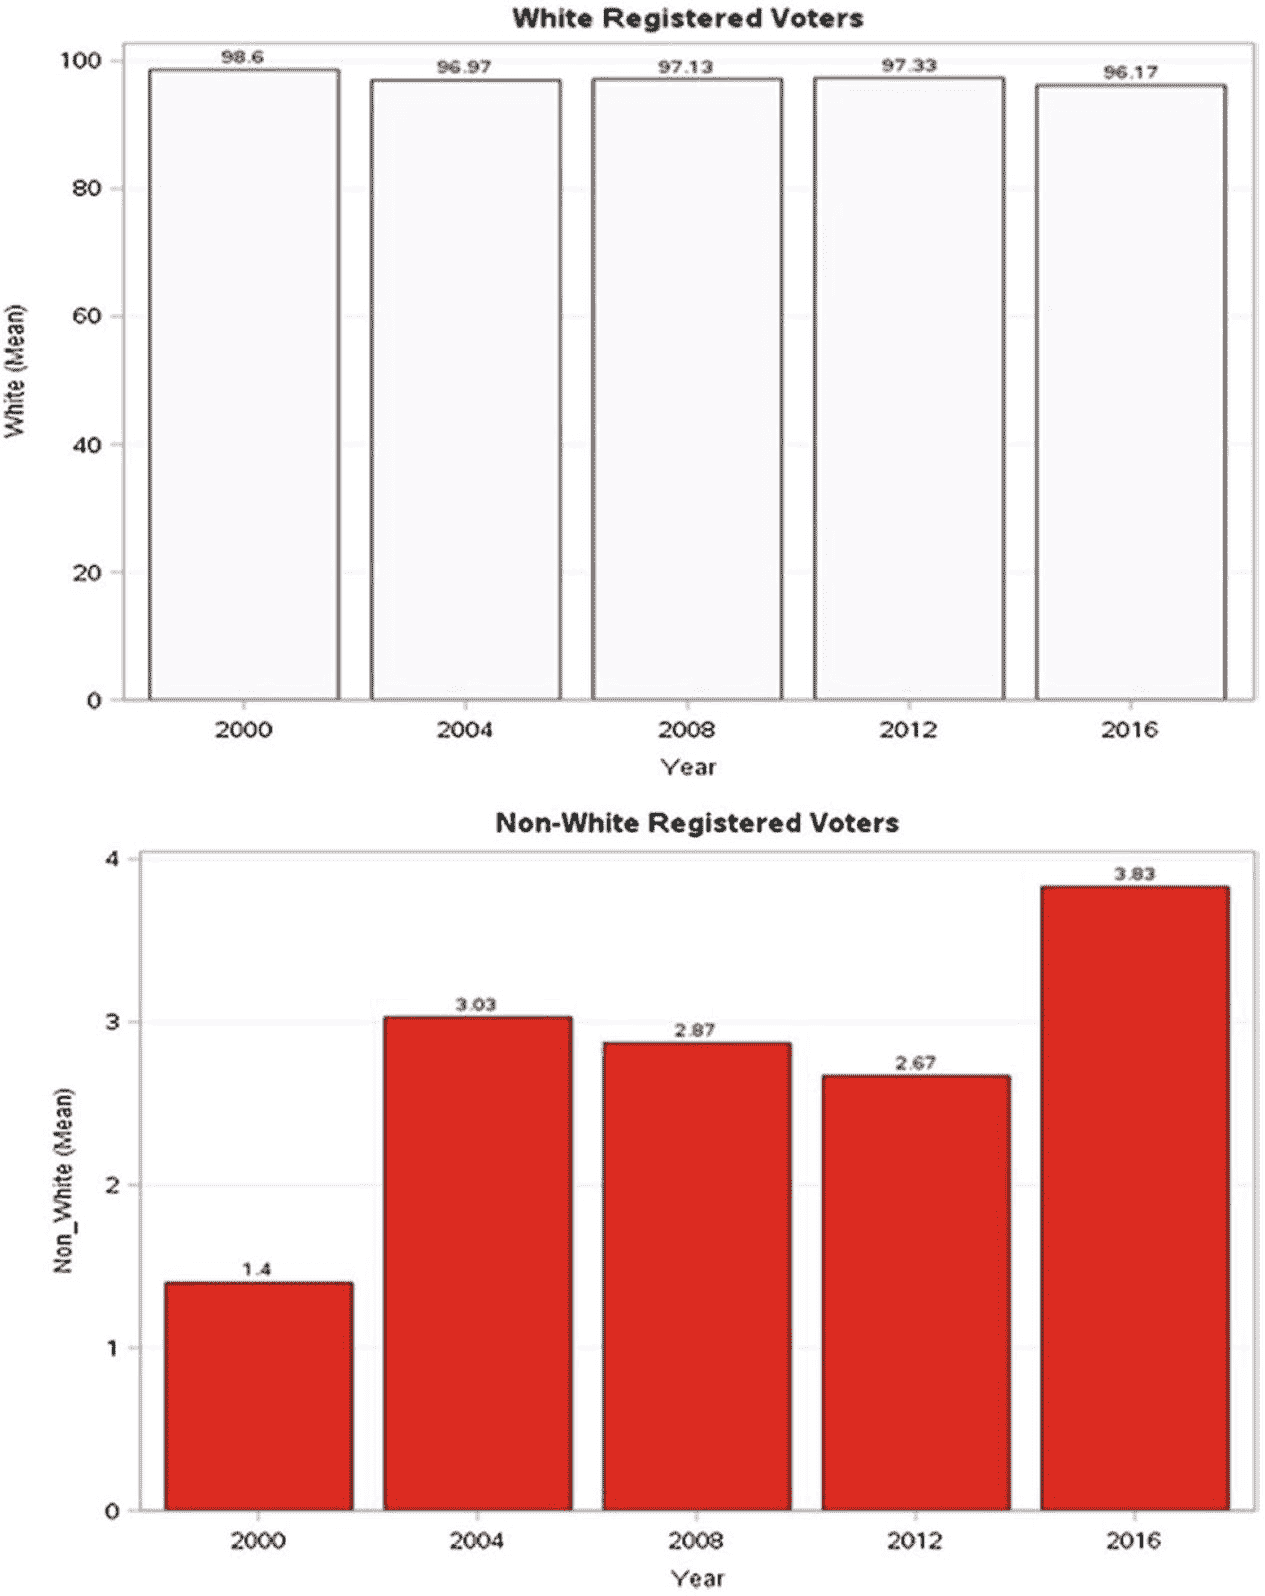 White Registered Voters
98.6
96.97
97.13
97.33
96.17
100
80
60
40
20
0
White (Mean)
2000 2004 2008 2012 2016
Year
Non-White Registered Voters
4
3
2
1
0
Non_White (Mean)
1.4
3.03
2.87
2.67
3.83
2000 2004 2008 2012 2016
Year